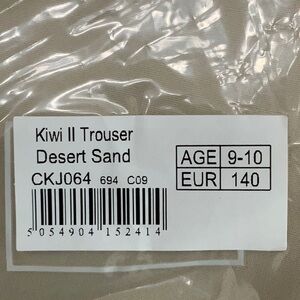 Kiwi II Trouser
Desert Sand
CKJ064 694 C09
AGE 9-10
EUR 140
5 054904 152414